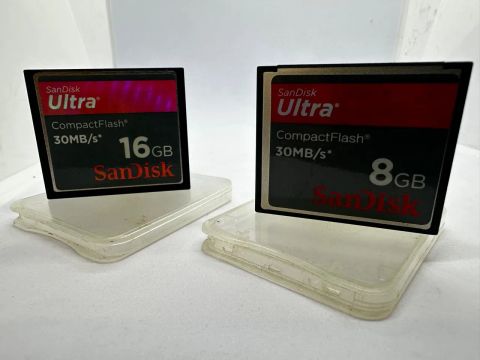 SanDisk
Ultra®
CompactFlash®
30MB/s*
16GB
SanDisk
SanDisk
Ultra®
CompactFlash®
30MB/s*
8GB
SanDisk